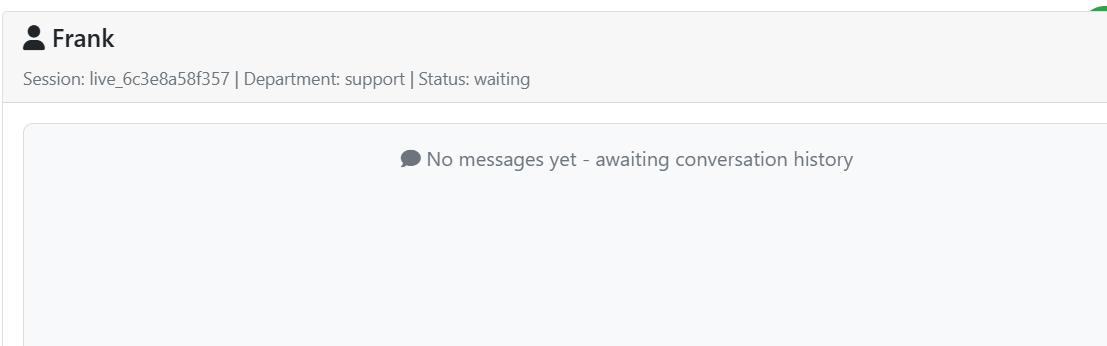 Frank
Session: live_6c3e8a58f357 | Department: support | Status: waiting
No messages yet - awaiting conversation history